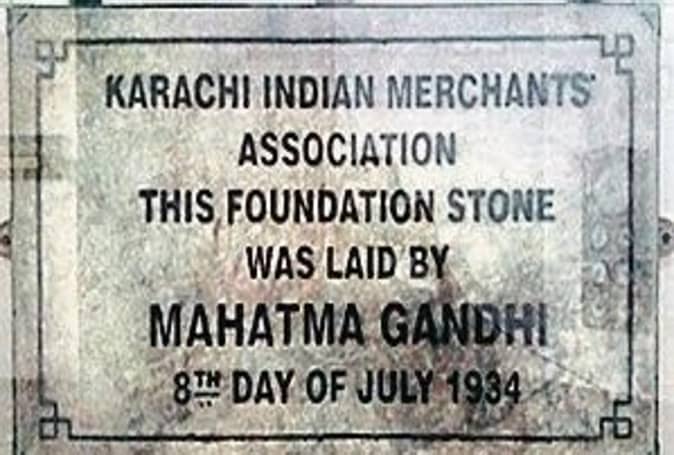 KARACHI INDIAN MERCHANTS'
ASSOCIATION
THIS FOUNDATION STONE
WAS LAID BY
MAHATMA GANDHI
8TH DAY OF JULY 1934